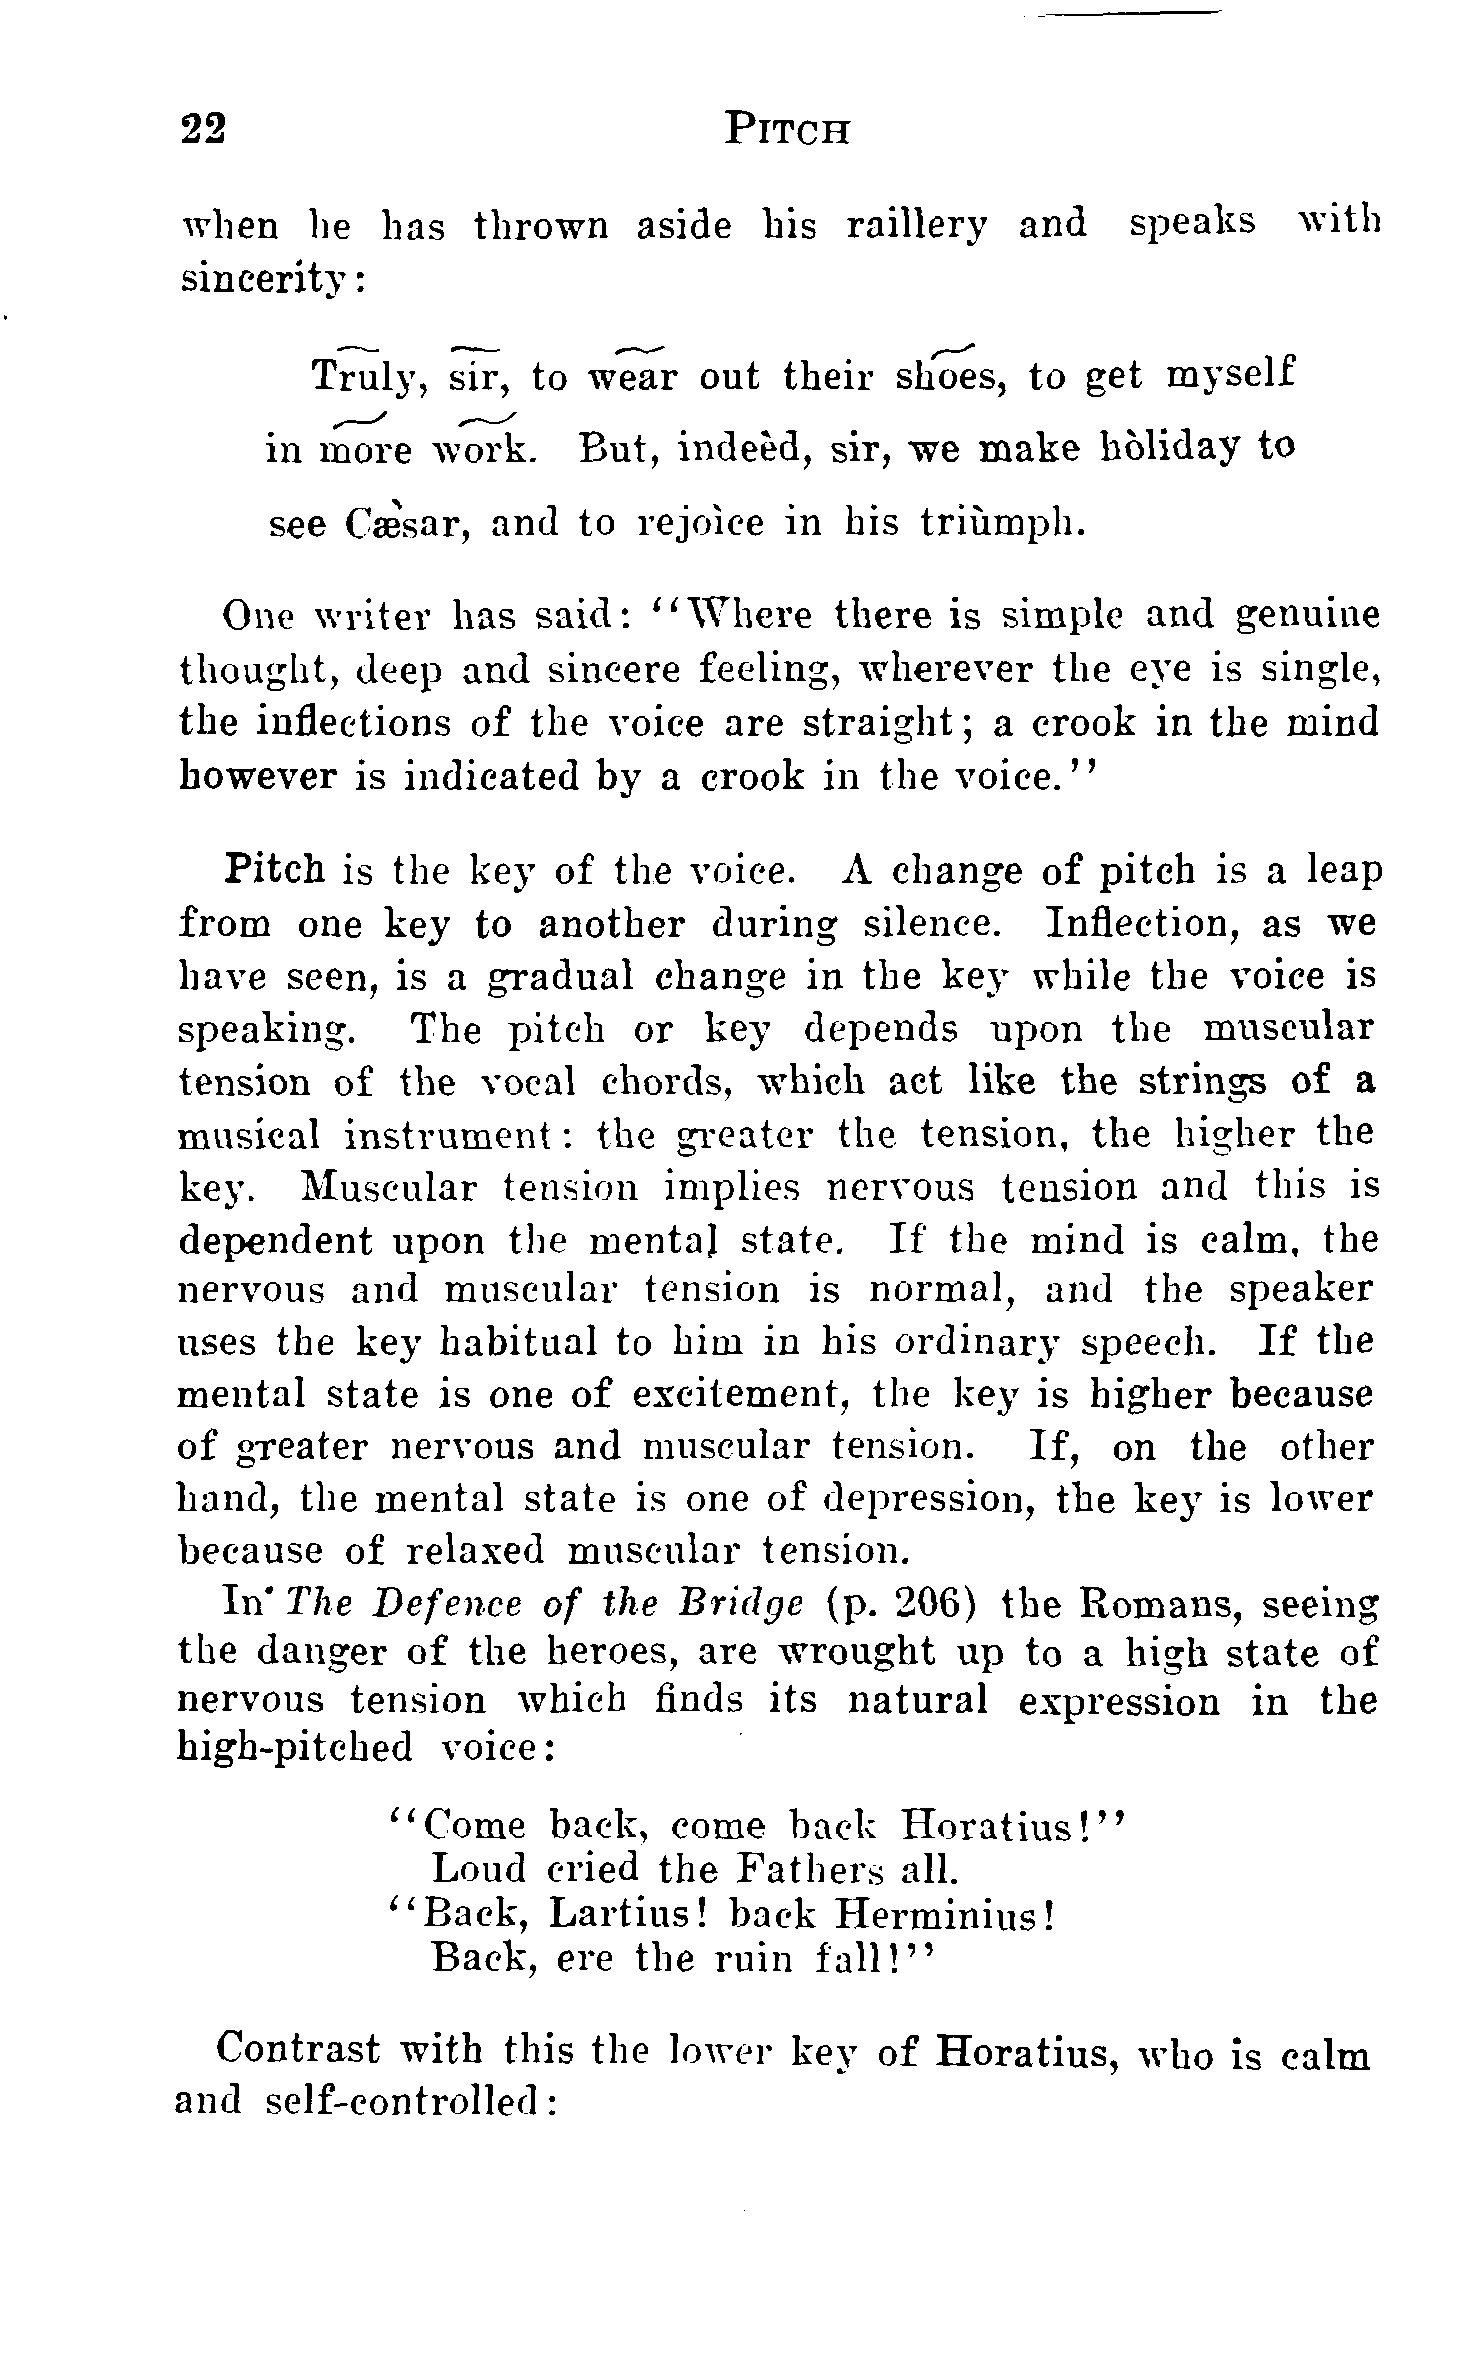 22 PITCH
when he has thrown aside his raillery and speaks with
sincerity:
Truly, sir, to wear out their shoes, to get myself
in more work. But, indeèd, sir, we make hòliday to
see Cæ̀sar, and to rejoìce in his triùmph.
One writer has said: "Where there is simple and genuine
thought, deep and sincere feeling, wherever the eye is single,
the inflections of the voice are straight; a crook in the mind
however is indicated by a crook in the voice."
Pitch is the key of the voice. A change of pitch is a leap
from one key to another during silence. Inflection, as we
have seen, is a gradual change in the key while the voice is
speaking. The pitch or key depends upon the muscular
tension of the vocal chords, which act like the strings of a
musical instrument: the greater the tension, the higher the
key. Muscular tension implies nervous tension and this is
dependent upon the mental state. If the mind is calm, the
nervous and muscular tension is normal, and the speaker
uses the key habitual to him in his ordinary speech. If the
mental state is one of excitement, the key is higher because
of greater nervous and muscular tension. If, on the other
hand, the mental state is one of depression, the key is lower
because of relaxed muscular tension.
In The Defence of the Bridge (p. 206) the Romans, seeing
the danger of the heroes, are wrought up to a high state of
nervous tension which finds its natural expression in the
high-pitched voice:
"Come back, come back Horatius!"
Loud cried the Fathers all.
"Back, Lartius! back Herminius!
Back, ere the ruin fall!"
Contrast with this the lower key of Horatius, who is calm
and self-controlled: